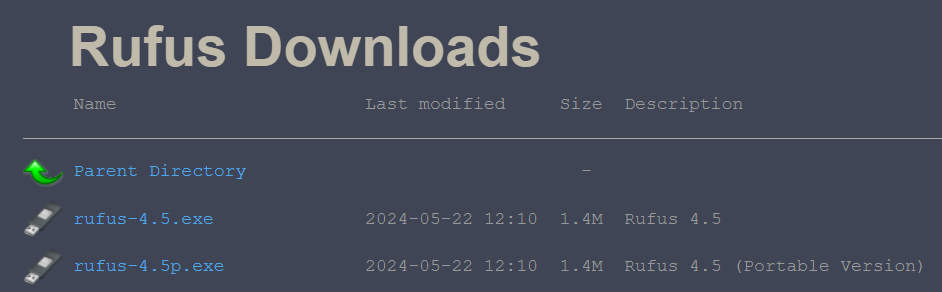 Rufus Downloads
Name Last modified Size Description
Parent Directory -
rufus-4.5.exe 2024-05-22 12:10 1.4M Rufus 4.5
rufus-4.5p.exe 2024-05-22 12:10 1.4M Rufus 4.5 (Portable Version)